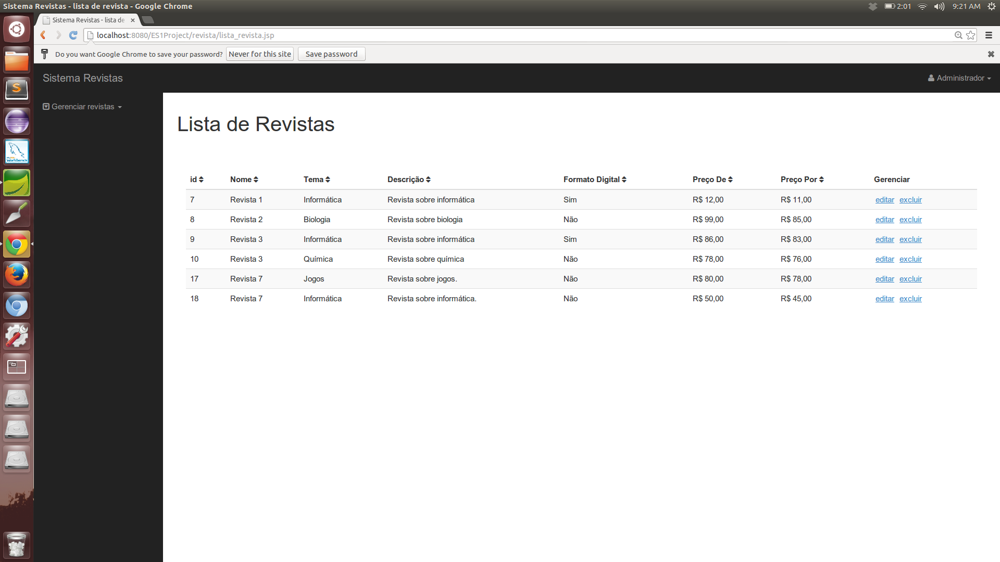 Sistema Revistas - lista de revista - Google Chrome 2:01 9:21 AM
Sistema Revistas - lista de
localhost:8080/ES1Project/revista/lista_revista.jsp
Do you want Google Chrome to save your password? Never for this site Save password
Sistema Revistas Administrador
Gerenciar revistas
Lista de Revistas
id Nome Tema Descrição Formato Digital Preço De Preço Por Gerenciar
7 Revista 1 Informática Revista sobre informática Sim R$ 12,00 R$ 11,00 editar excluir
8 Revista 2 Biologia Revista sobre biologia Não R$ 99,00 R$ 85,00 editar excluir
9 Revista 3 Informática Revista sobre informática Sim R$ 86,00 R$ 83,00 editar excluir
10 Revista 3 Química Revista sobre química Não R$ 78,00 R$ 76,00 editar excluir
17 Revista 7 Jogos Revista sobre jogos. Não R$ 80,00 R$ 78,00 editar excluir
18 Revista 7 Informática Revista sobre informática. Não R$ 50,00 R$ 45,00 editar excluir